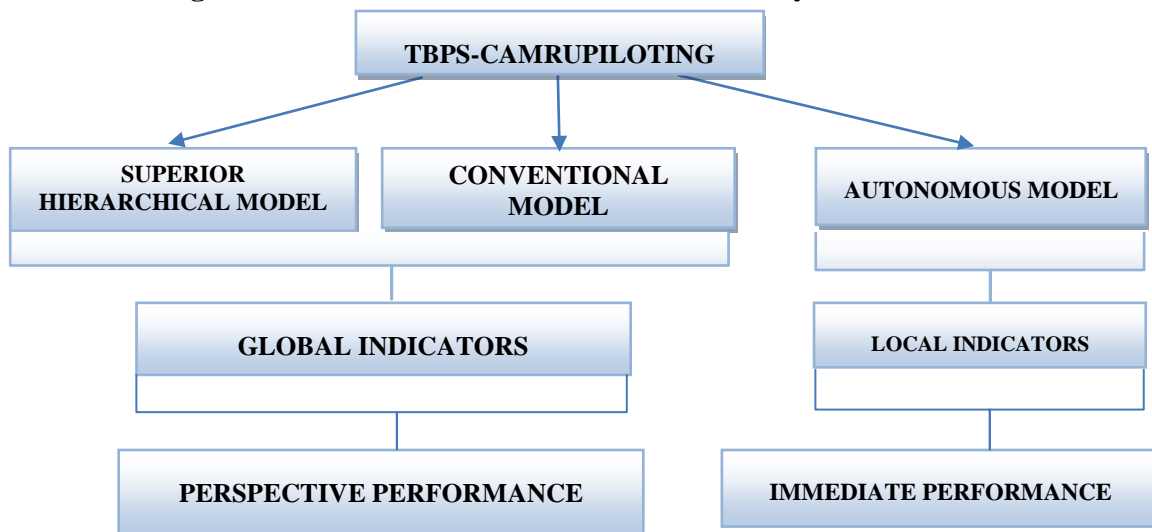 TBPS-CAMRUPILOTING
SUPERIOR
HIERARCHICAL MODEL
CONVENTIONAL
MODEL
AUTONOMOUS MODEL
GLOBAL INDICATORS
LOCAL INDICATORS
PERSPECTIVE PERFORMANCE
IMMEDIATE PERFORMANCE